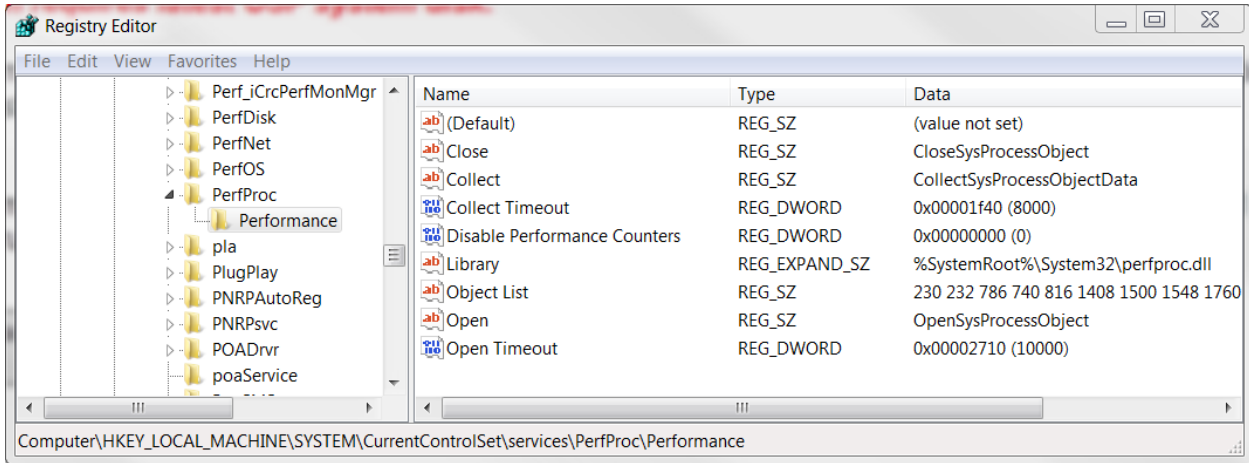 requires latest
system disk.
Registry Editor
File Edit View Favorites Help
Perf_iCrcPerfMonMgr
PerfDisk
PerfNet
PerfOS
PerfProc
Performance
pla
PlugPlay
PNRPAutoReg
PNRPsvc
POADrvr
poaService
Name Type Data
(Default) REG_SZ (value not set)
Close REG_SZ CloseSysProcessObject
Collect REG_SZ CollectSysProcessObjectData
Collect Timeout REG_DWORD 0x00001f40 (8000)
Disable Performance Counters REG_DWORD 0x00000000 (0)
Library REG_EXPAND_SZ %SystemRoot%\System32\perfproc.dll
Object List REG_SZ 230 232 786 740 816 1408 1500 1548 1760
Open REG_SZ OpenSysProcessObject
Open Timeout REG_DWORD 0x00002710 (10000)
Computer\HKEY_LOCAL_MACHINE\SYSTEM\CurrentControlSet\services\PerfProc\Performance